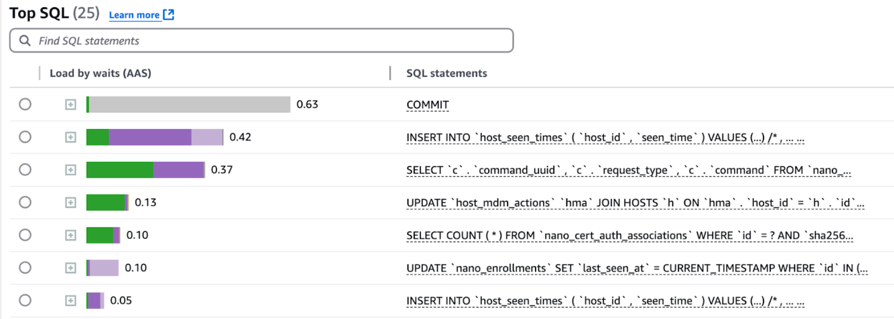 Top SQL (25) Learn more
Find SQL statements
Load by waits (AAS) SQL statements
0.63 COMMIT
0.42 INSERT INTO `host_seen_times` ( `host_id` , `seen_time` ) VALUES (...) /* , ... ...
0.37 SELECT `c` . `command_uuid` , `c` . `request_type` , `c` . `command` FROM `nano_...
0.13 UPDATE `host_mdm_actions` `hma` JOIN HOSTS `h` ON `hma` . `host_id` = `h` . `id`...
0.10 SELECT COUNT ( * ) FROM `nano_cert_auth_associations` WHERE `id` = ? AND `sha256...
0.10 UPDATE `nano_enrollments` SET `last_seen_at` = CURRENT_TIMESTAMP WHERE `id` IN (...
0.05 INSERT INTO `host_seen_times` ( `host_id` , `seen_time` ) VALUES (...) /* , ... ...